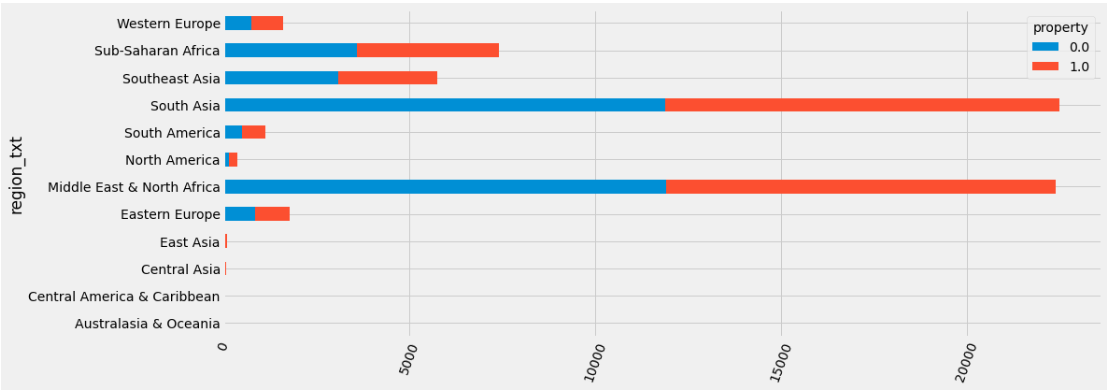 Western Europe
Sub-Saharan Africa
Southeast Asia
South Asia
South America
North America
Middle East & North Africa
Eastern Europe
East Asia
Central Asia
Central America & Caribbean
Australasia & Oceania
region_txt
property
0.0
1.0
0
5000
10000
15000
20000